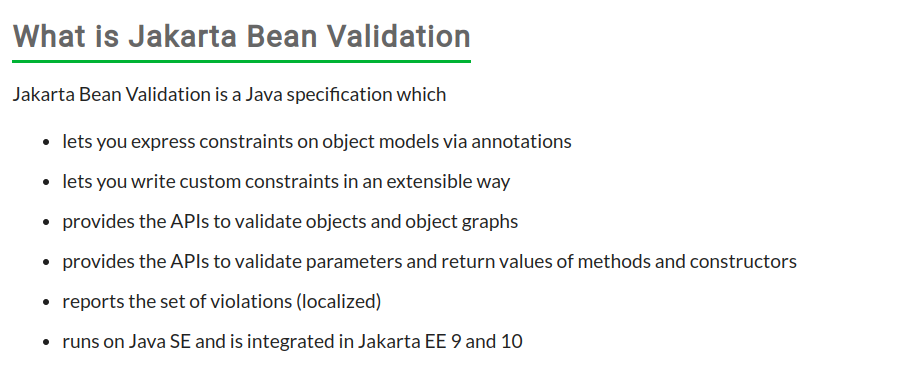 What is Jakarta Bean Validation
Jakarta Bean Validation is a Java specification which
• lets you express constraints on object models via annotations
• lets you write custom constraints in an extensible way
• provides the APIs to validate objects and object graphs
• provides the APIs to validate parameters and return values of methods and constructors
• reports the set of violations (localized)
• runs on Java SE and is integrated in Jakarta EE 9 and 10